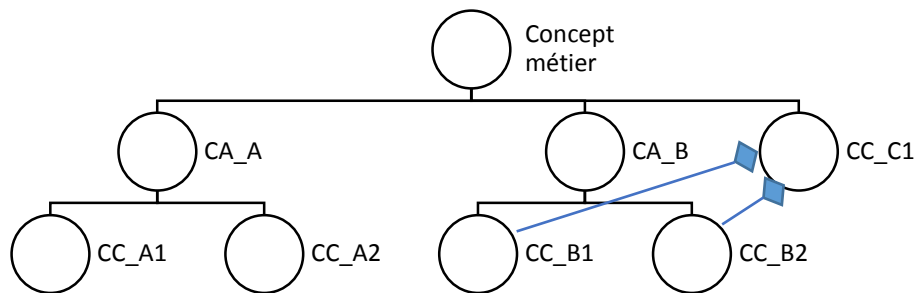 Concept
métier
CA_A
CA_B
CC_C1
CC_A1
CC_A2
CC_B1
CC_B2